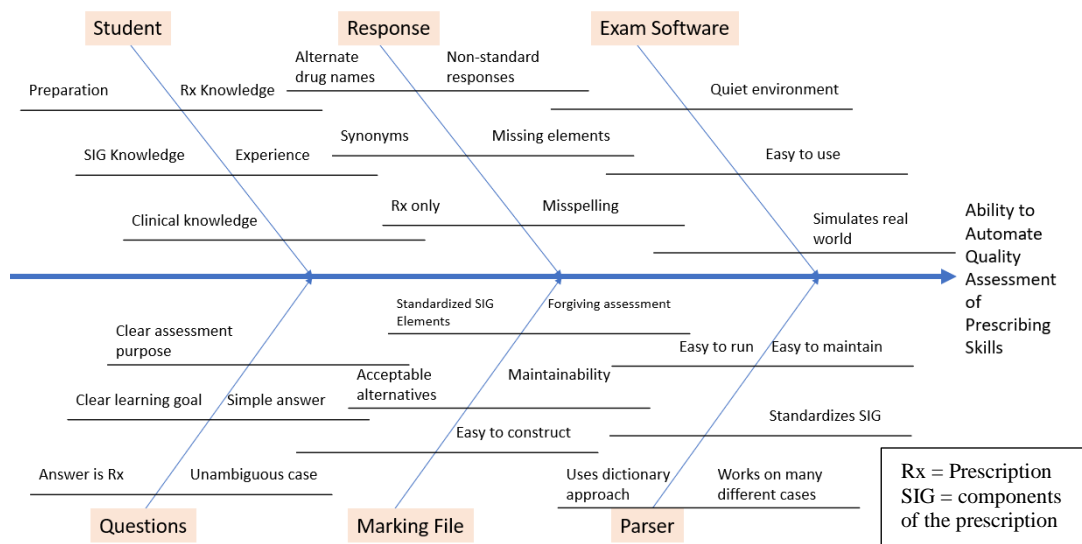 Student
Response
Exam Software
Alternate
drug names
Non-standard
responses
Preparation
Rx Knowledge
Quiet environment
Synonyms
Missing elements
SIG Knowledge
Experience
Easy to use
Rx only
Misspelling
Clinical knowledge
Simulates real
world
Ability to
Automate
Quality
Assessment
of
Prescribing
Skills
Standardized SIG
Elements
Forgiving assessment
Clear assessment
purpose
Easy to run
Easy to maintain
Acceptable
alternatives
Maintainability
Clear learning goal
Simple answer
Standardizes SIG
Easy to construct
Answer is Rx
Unambiguous case
Uses dictionary
approach
Works on many
different cases
Questions
Marking File
Parser
Rx = Prescription
SIG = components
of the prescription